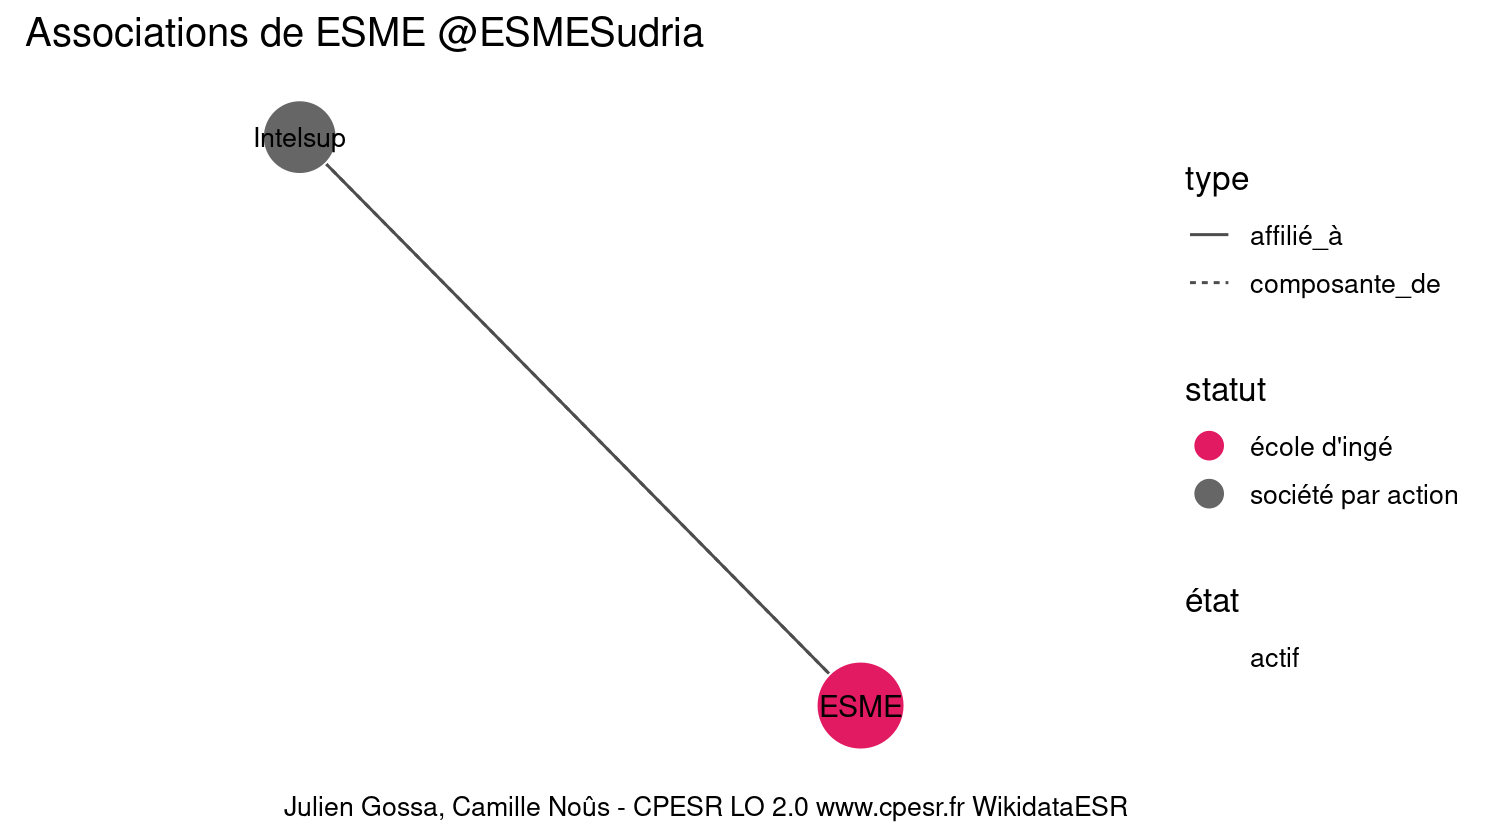 Associations de ESME @ESMESudria
Intelsup
ESME
type
affilié_à
composante_de
statut
école d'ingé
société par action
état
actif
Julien Gossa, Camille Noûs - CPESR LO 2.0 www.cpesr.fr WikidataESR